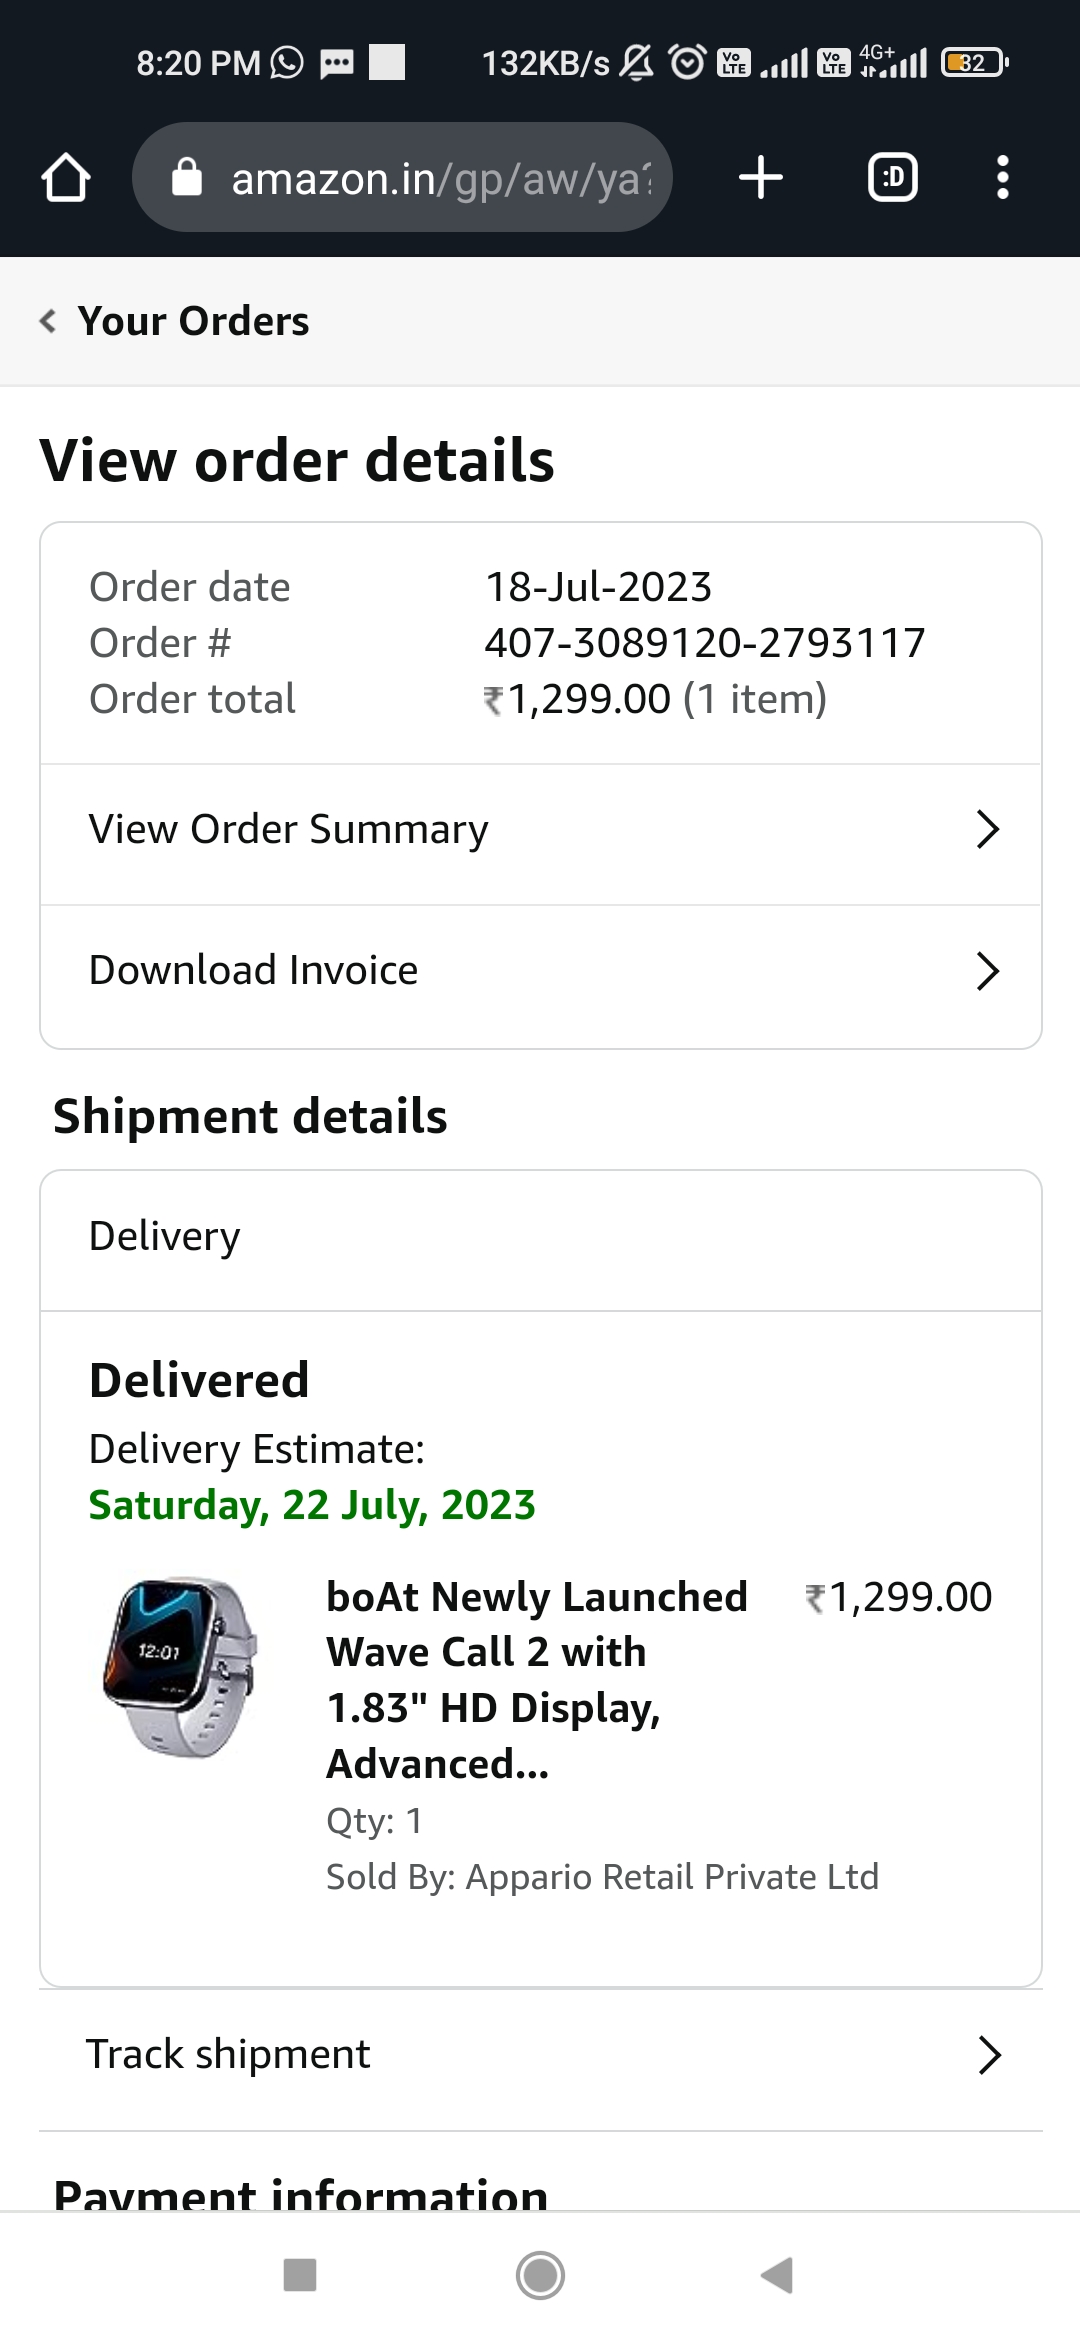 8:20 PM 132KB/s Vo LTE Vo LTE 4G+ 32
amazon.in/gp/aw/ya? :D
Your Orders
View order details
Order date 18-Jul-2023
Order # 407-3089120-2793117
Order total ₹1,299.00 (1 item)
View Order Summary
Download Invoice
Shipment details
Delivery
Delivered
Delivery Estimate:
Saturday, 22 July, 2023
12:01
boAt Newly Launched ₹1,299.00
Wave Call 2 with
1.83" HD Display,
Advanced...
Qty: 1
Sold By: Appario Retail Private Ltd
Track shipment
Payment information